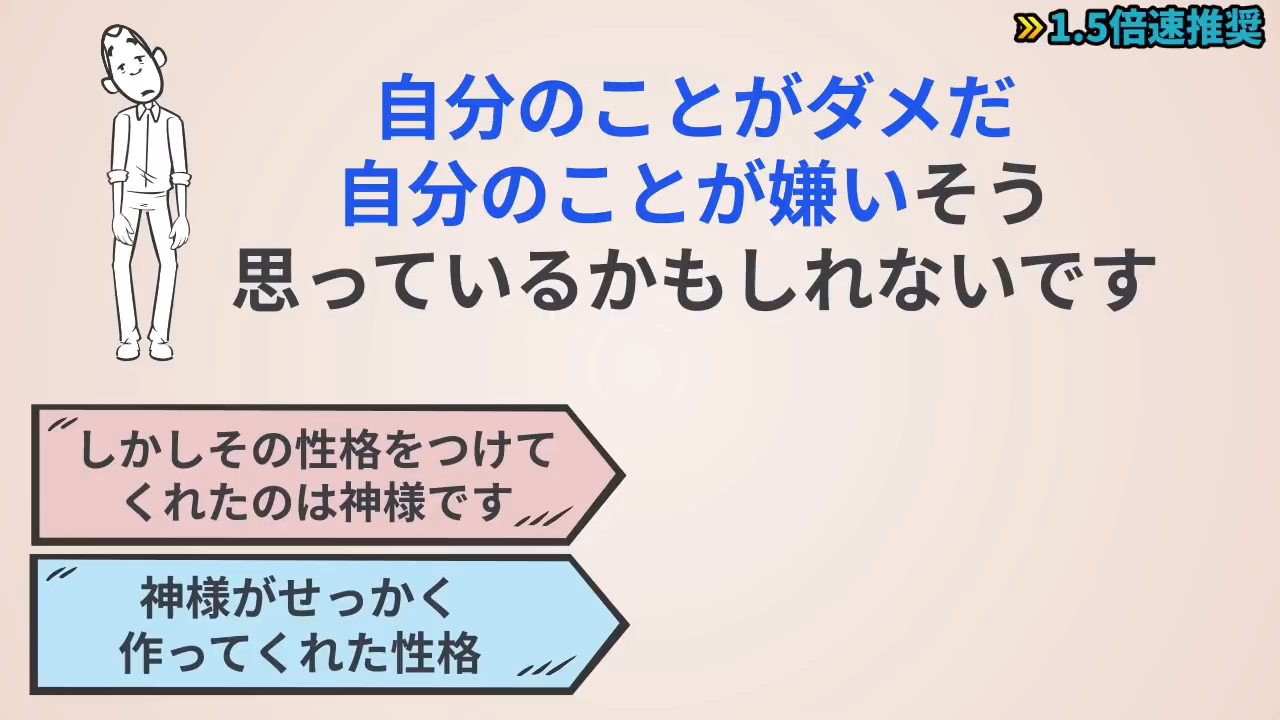 1.5倍速推奨
自分のことがダメだ
自分のことが嫌いそう
思っているかもしれないです
しかしその性格をつけて
くれたのは神様です
神様がせっかく
作ってくれた性格